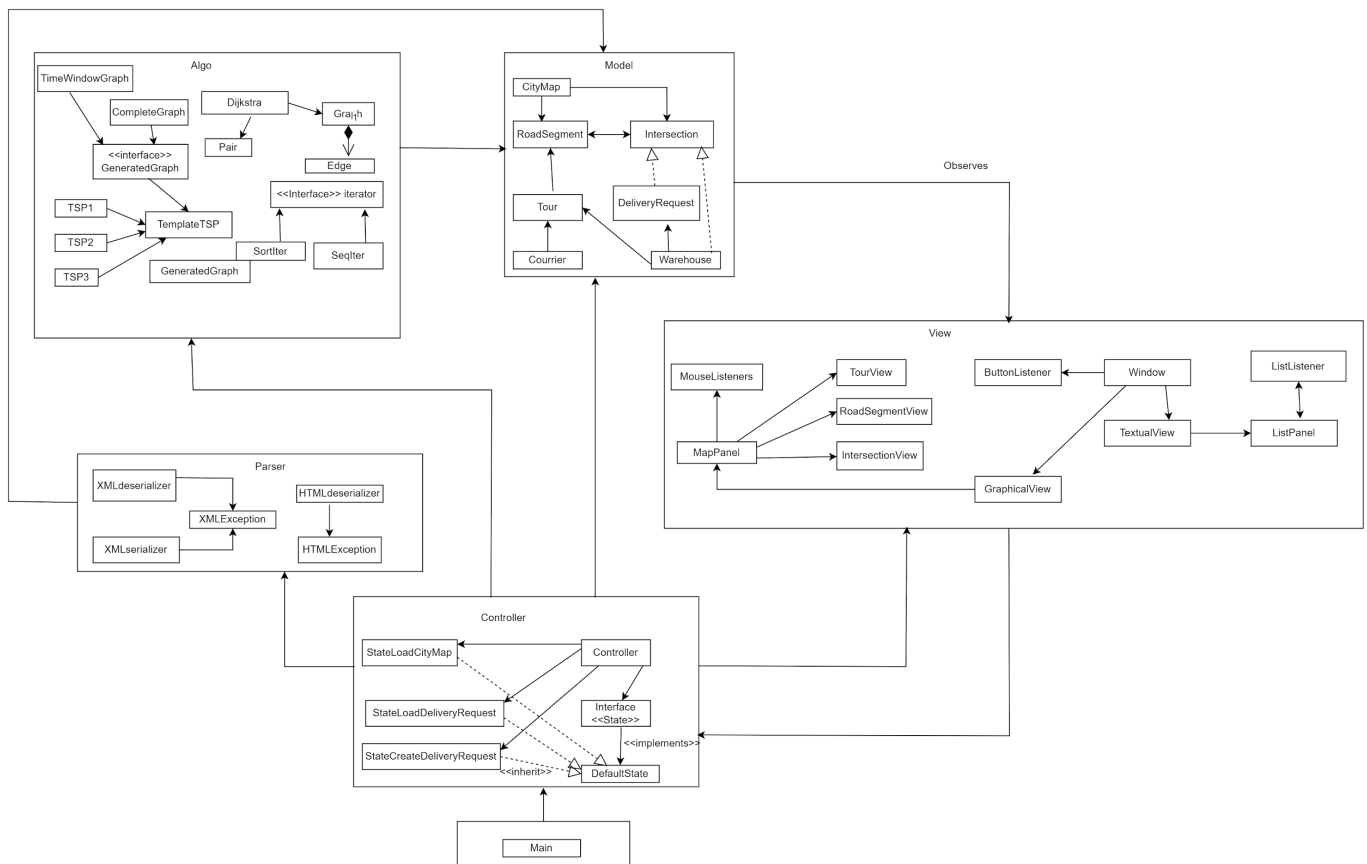 Algo
TimeWindowGraph
CompleteGraph
Dijkstra
Pair
Edge
<<interface>>
GeneratedGraph
<<Interface>> iterator
TSP1
TSP2
TSP3
TemplateTSP
SortIter
GeneratedGraph
SeqIter
Model
CityMap
RoadSegment
Intersection
Tour
DeliveryRequest
Courrier
Warehouse
Observes
View
MouseListeners
TourView
RoadSegmentView
IntersectionView
MapPanel
ButtonListener
Window
ListListener
TextualView
ListPanel
GraphicalView
Parser
XMLdeserializer
HTMLdeserializer
XMLException
XMLserializer
HTMLException
Controller
StateLoadCityMap
Controller
StateLoadDeliveryRequest
Interface
<<State>>
<<implements>>
StateCreateDeliveryRequest
<<inherit>>
DefaultState
Main